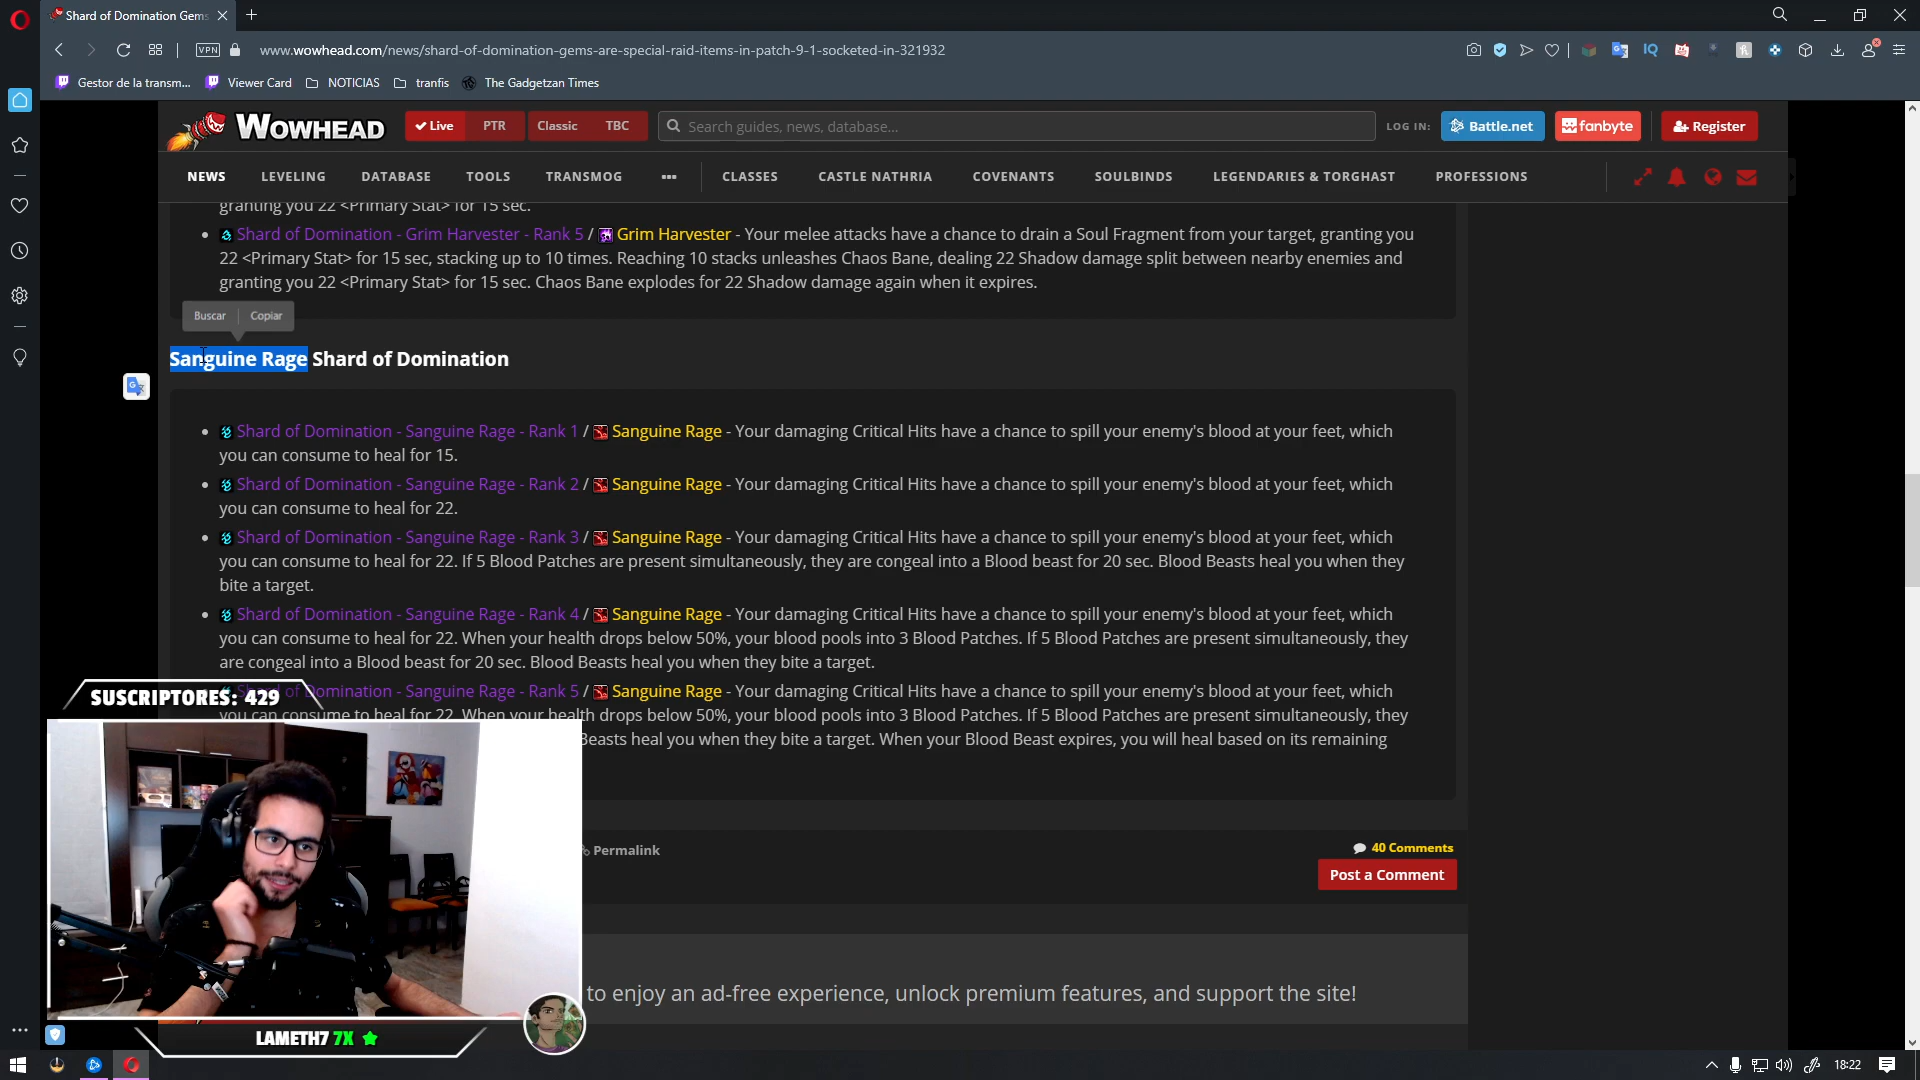 Shard of Domination Gems
www.wowhead.com/news/shard-of-domination-gems-are-special-raid-items-in-patch-9-1-socketed-in-321932
VPN
Gestor de la transm...
Viewer Card
NOTICIAS
tranfis
The Gadgetzan Times
WOWHEAD
Live
PTR
Classic
TBC
Search guides, news, database...
LOG IN:
Battle.net
fanbyte
Register
NEWS
LEVELING
DATABASE
TOOLS
TRANSMOG
CLASSES
CASTLE NATHRIA
COVENANTS
SOULBINDS
LEGENDARIES & TORGHAST
PROFESSIONS
granting you 22 <Primary Stat> for 15 sec.
Shard of Domination - Grim Harvester - Rank 5 / Grim Harvester - Your melee attacks have a chance to drain a Soul Fragment from your target, granting you
22 <Primary Stat> for 15 sec, stacking up to 10 times. Reaching 10 stacks unleashes Chaos Bane, dealing 22 Shadow damage split between nearby enemies and
granting you 22 <Primary Stat> for 15 sec. Chaos Bane explodes for 22 Shadow damage again when it expires.
Buscar
Copiar
Sanguine Rage Shard of Domination
Shard of Domination - Sanguine Rage - Rank 1 / Sanguine Rage - Your damaging Critical Hits have a chance to spill your enemy's blood at your feet, which
you can consume to heal for 15.
Shard of Domination - Sanguine Rage - Rank 2 / Sanguine Rage - Your damaging Critical Hits have a chance to spill your enemy's blood at your feet, which
you can consume to heal for 22.
Shard of Domination - Sanguine Rage - Rank 3 / Sanguine Rage - Your damaging Critical Hits have a chance to spill your enemy's blood at your feet, which
you can consume to heal for 22. If 5 Blood Patches are present simultaneously, they are congeal into a Blood beast for 20 sec. Blood Beasts heal you when they
bite a target.
Shard of Domination - Sanguine Rage - Rank 4 / Sanguine Rage - Your damaging Critical Hits have a chance to spill your enemy's blood at your feet, which
you can consume to heal for 22. When your health drops below 50%, your blood pools into 3 Blood Patches. If 5 Blood Patches are present simultaneously, they
are congeal into a Blood beast for 20 sec. Blood Beasts heal you when they bite a target.
SUSCRIPTORES: 429
of Domination - Sanguine Rage - Rank 5 / Sanguine Rage - Your damaging Critical Hits have a chance to spill your enemy's blood at your feet, which
you can consume to heal for 22. When your health drops below 50%, your blood pools into 3 Blood Patches. If 5 Blood Patches are present simultaneously, they
Beasts heal you when they bite a target. When your Blood Beast expires, you will heal based on its remaining
Permalink
40 Comments
Post a Comment
to enjoy an ad-free experience, unlock premium features, and support the site!
LAMETH7 7X
18:22